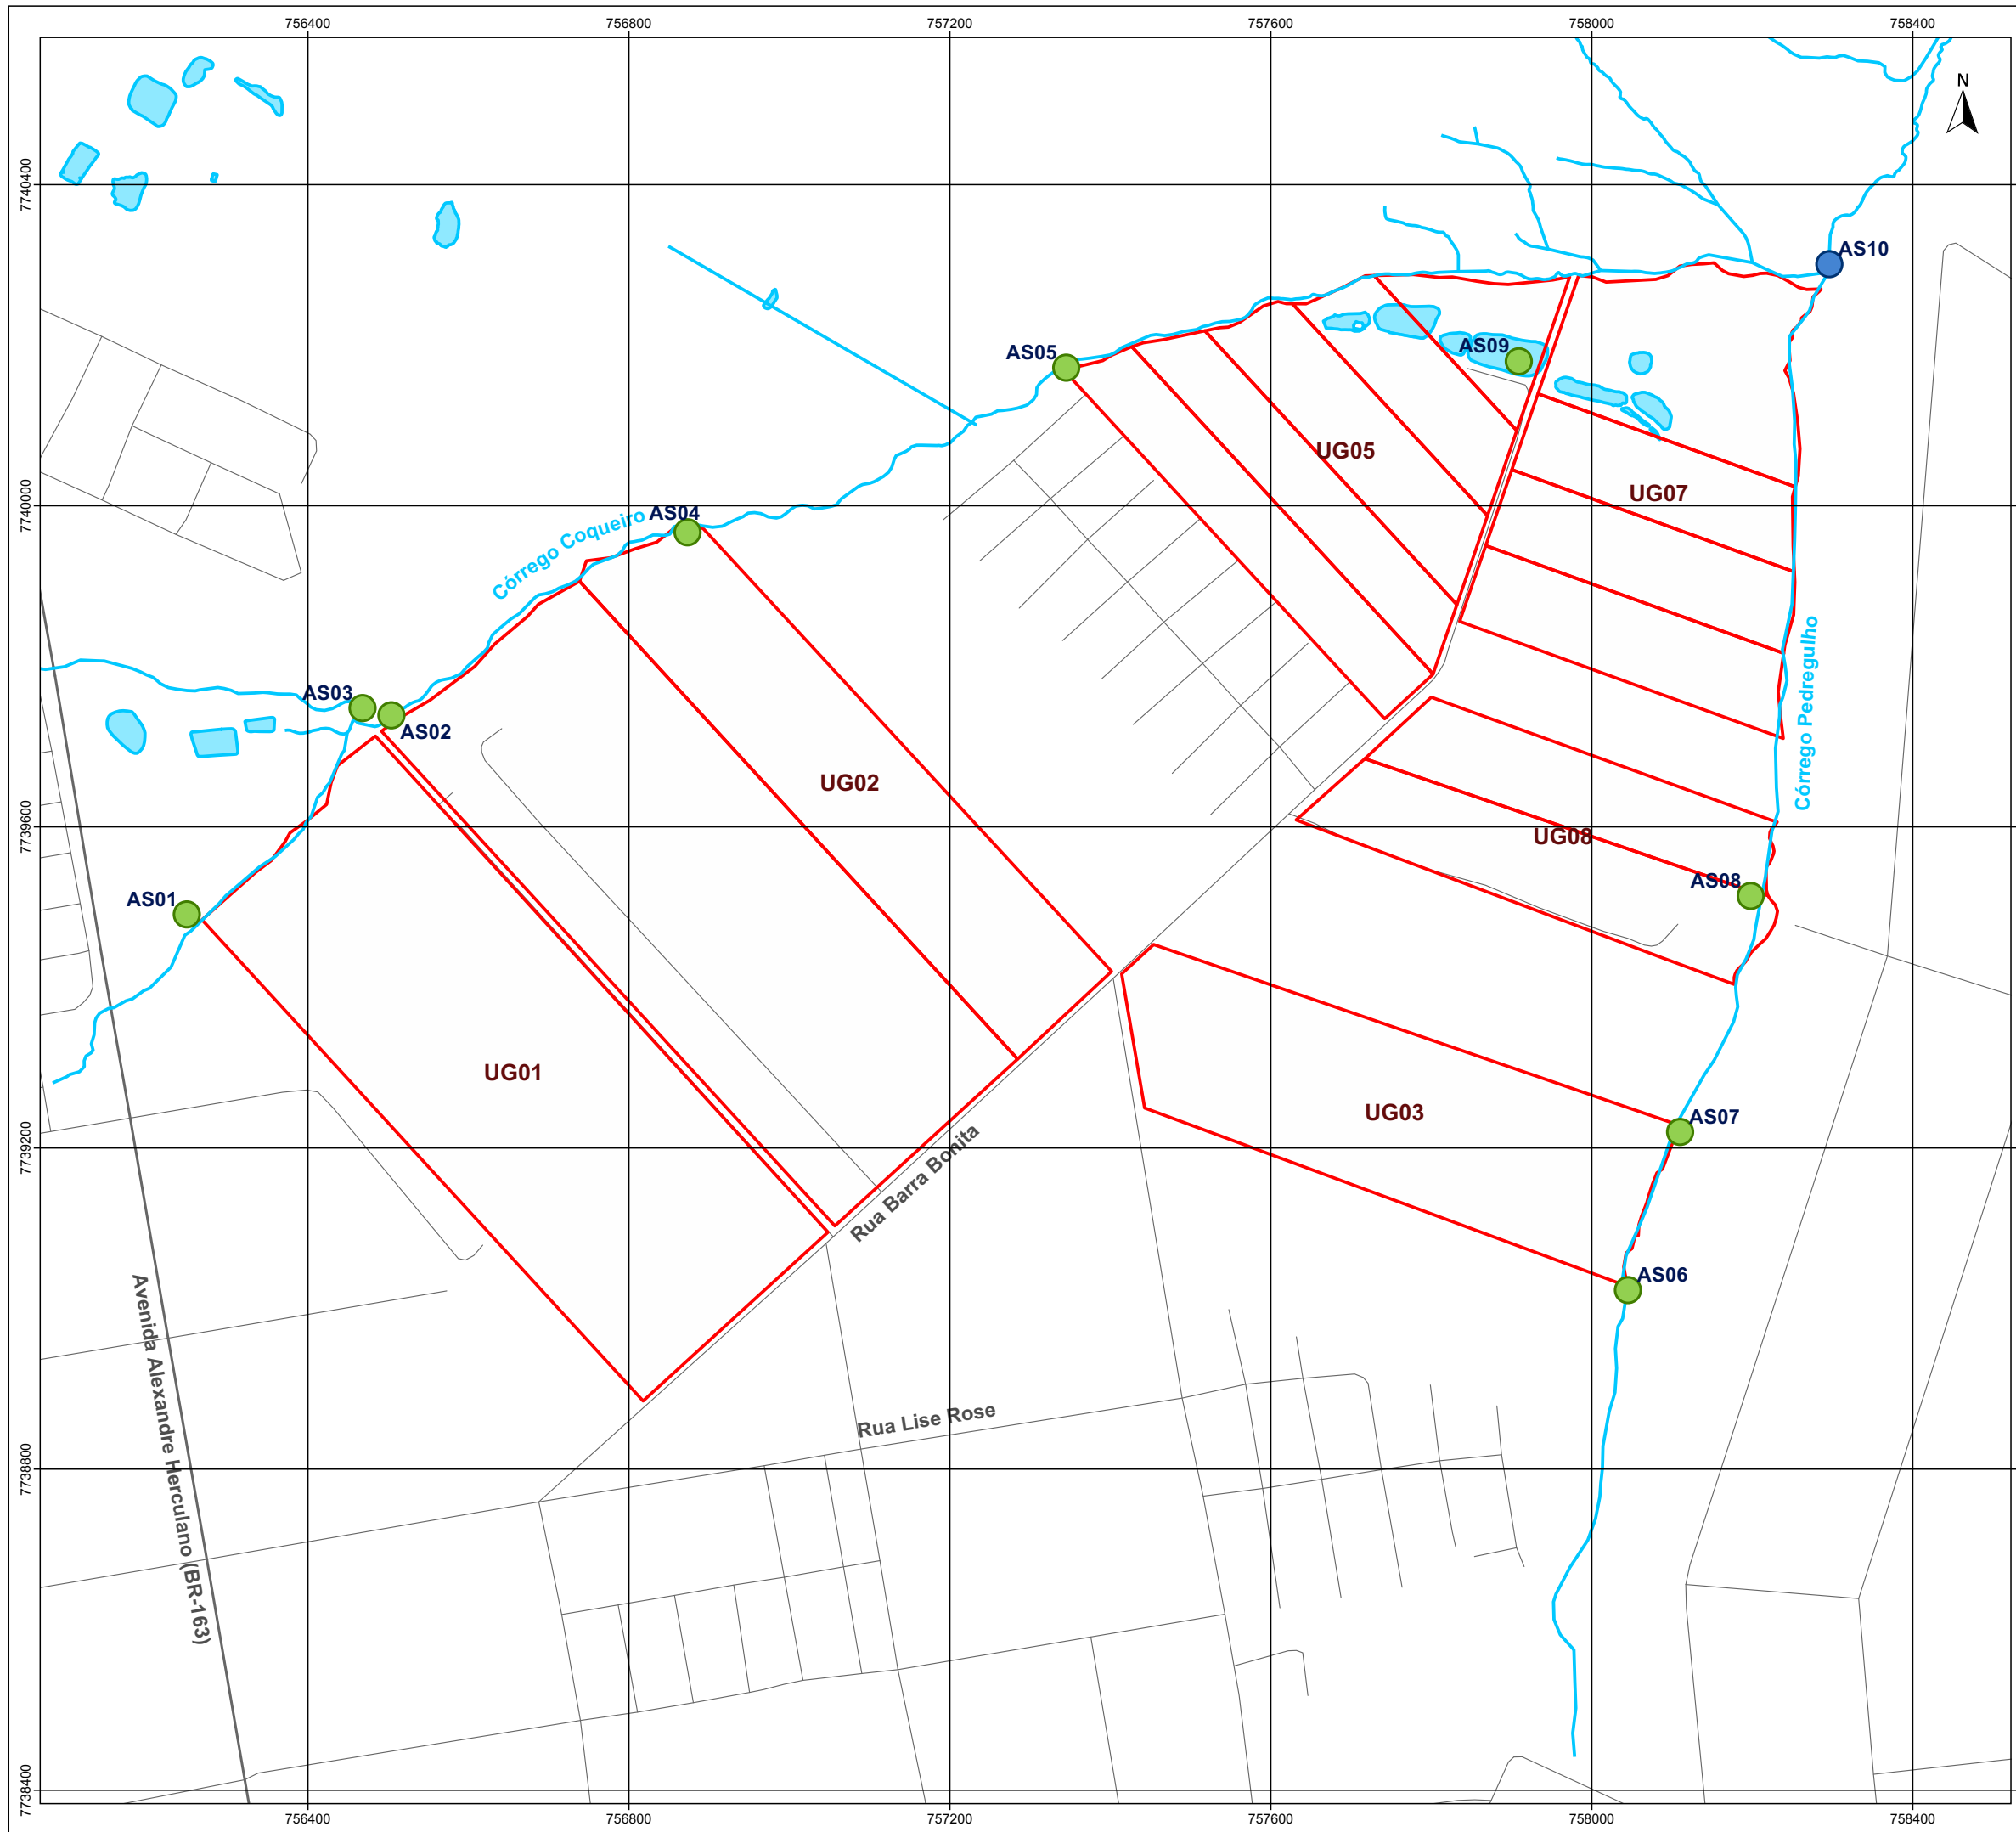 756400
756800
757200
757600
758000
758400
N
7740400
AS10
AS05
AS09
UG05
7740000
AS04
UG07
Córrego Coqueiro
AS03
AS02
Córrego Pedregulho
UG02
7739600
UG08
AS08
AS01
UG01
UG03
AS07
7739200
Rua Barra Bonita
AS06
Avenida Alexandre Herculano (BR-163)
Rua Lise Rose
7738800
7738400
756400
756800
757200
757600
758000
758400